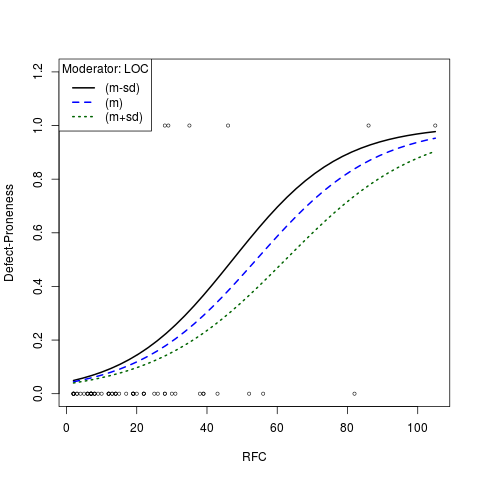 Moderator: LOC
(m-sd)
(m)
(m+sd)
Defect-Proneness
1.2
1.0
0.8
0.6
0.4
0.2
0.0
0 20 40 60 80 100
RFC